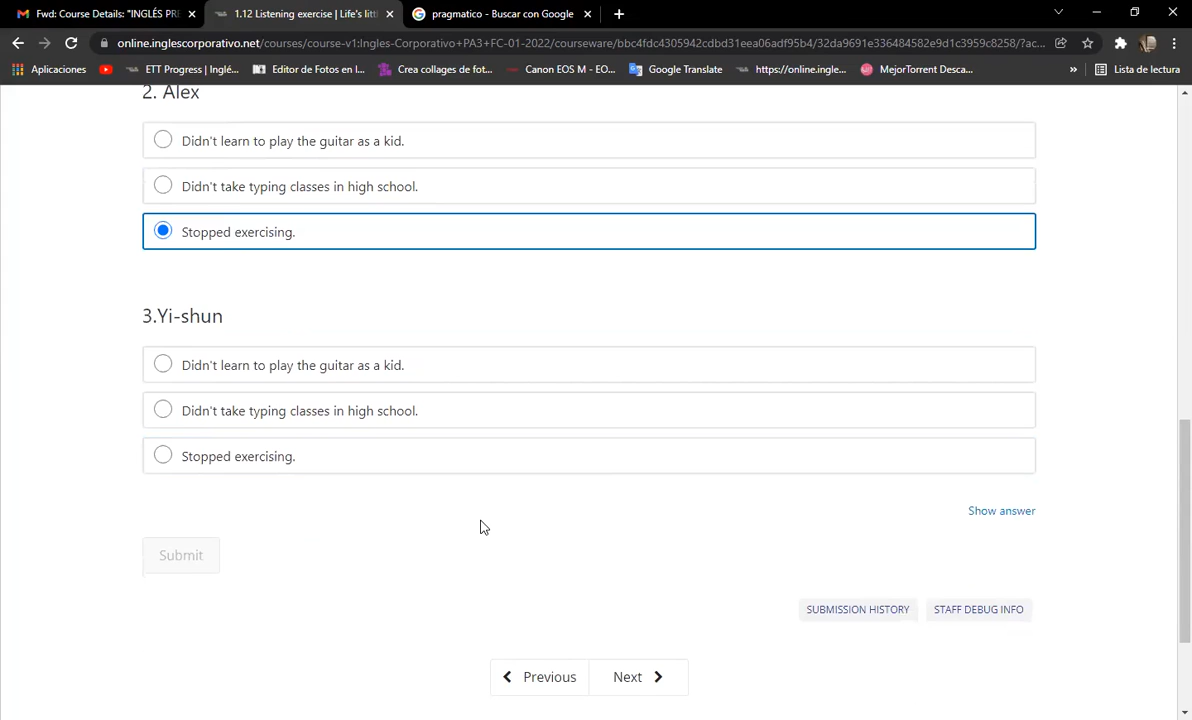 Fwd: Course Details: "INGLÉS PRE
1.12 Listening exercise | Life's littl
pragmatico - Buscar con Google
online.inglescorporativo.net/courses/course-v1:Ingles-Corporativo+PA3+FC-01-2022/courseware/bbc4fdc4305942cdbd31eea06adf95b4/32da9691e336484582e9d1c3959c8258/?ac...
Aplicaciones
ETT Progress | Inglé...
Editor de Fotos en l...
Crea collages de fot...
Canon EOS M - EO...
Google Translate
https://online.ingle...
MejorTorrent Desca...
»
Lista de lectura
2. Alex
Didn't learn to play the guitar as a kid.
Didn't take typing classes in high school.
Stopped exercising.
3.Yi-shun
Didn't learn to play the guitar as a kid.
Didn't take typing classes in high school.
Stopped exercising.
Show answer
Submit
SUBMISSION HISTORY
STAFF DEBUG INFO
Previous
Next